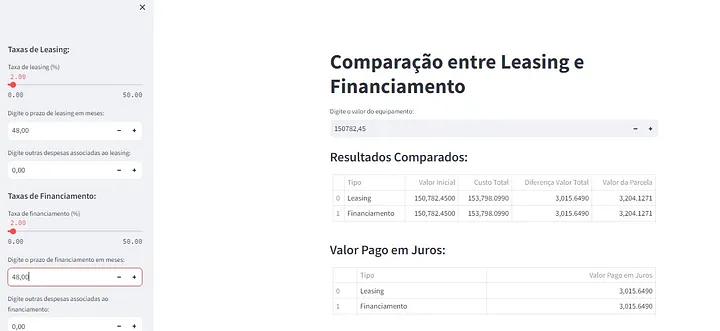 ×
Taxas de Leasing:
Taxa de leasing (%)
2.00
0.00 50.00
Digite o prazo de leasing em meses:
48,00 − +
Digite outras despesas associadas ao leasing:
0,00 − +
Taxas de Financiamento:
Taxa de financiamento (%)
2.00
0.00 50.00
Digite o prazo de financiamento em meses:
48,00 − +
Digite outras despesas associadas ao
financiamento:
0,00 − +
Comparação entre Leasing e
Financiamento
Digite o valor do equipamento:
150782,45 − +
Resultados Comparados:
Tipo Valor Inicial Custo Total Diferença Valor Total Valor da Parcela
0 Leasing 150,782.4500 153,798.0990 3,015.6490 3,204.1271
1 Financiamento 150,782.4500 153,798.0990 3,015.6490 3,204.1271
Valor Pago em Juros:
Tipo Valor Pago em Juros
0 Leasing 3,015.6490
1 Financiamento 3,015.6490